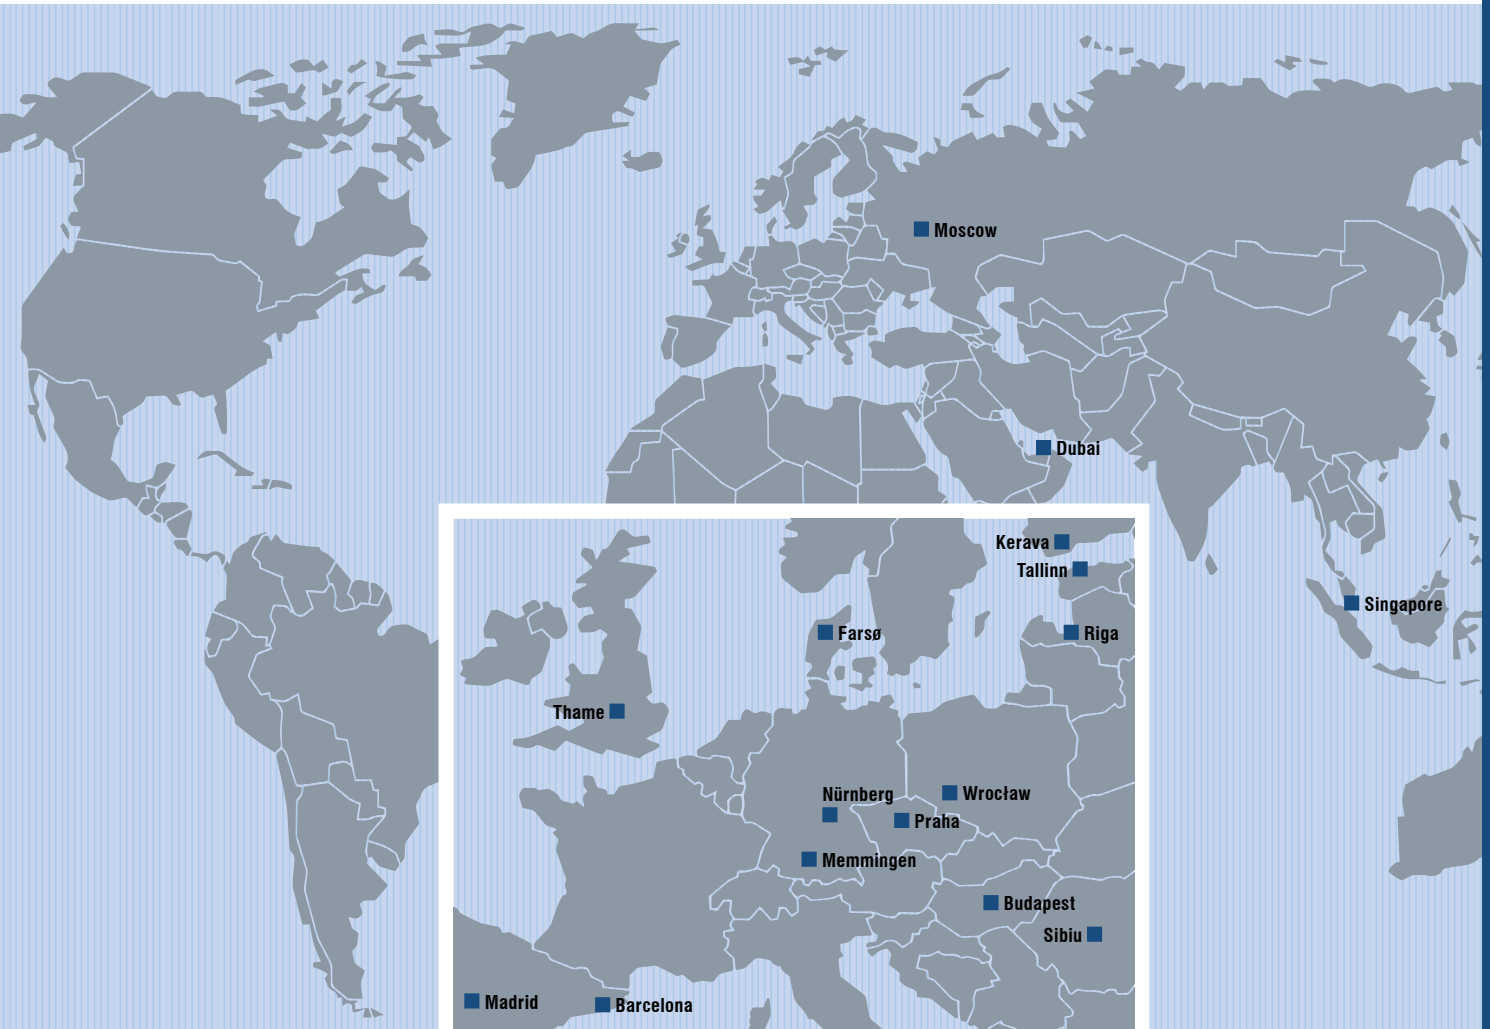 Moscow
Dubai
Kerava
Tallinn
Singapore
Farsø
Riga
Thame
Nürnberg
Wrocław
Praha
Memmingen
Budapest
Sibiu
Madrid
Barcelona